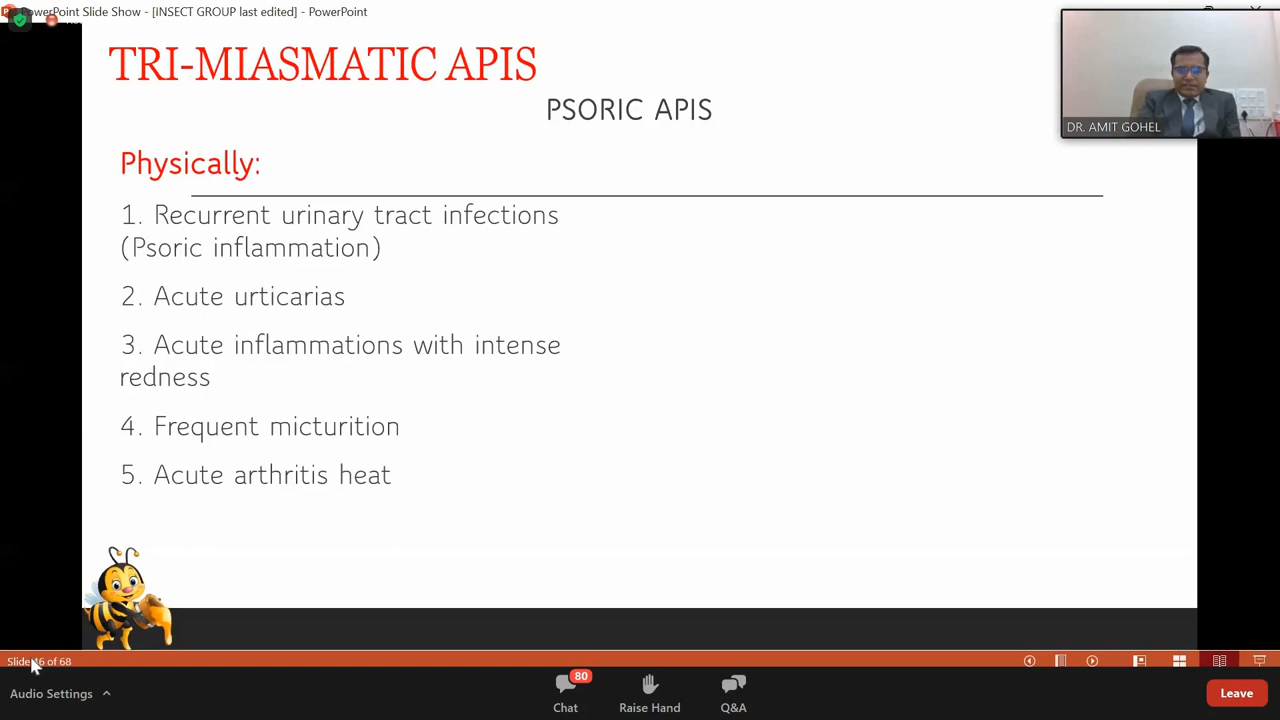 PowerPoint Slide Show - [INSECT GROUP last edited] - PowerPoint
TRI-MIASMATIC APIS
PSORIC APIS
DR. AMIT GOHEL
Physically:
1. Recurrent urinary tract infections
(Psoric inflammation)
2. Acute urticarias
3. Acute inflammations with intense
redness
4. Frequent micturition
5. Acute arthritis heat
of 68
Audio Settings
80
Chat
Raise Hand
Q&A
Leave